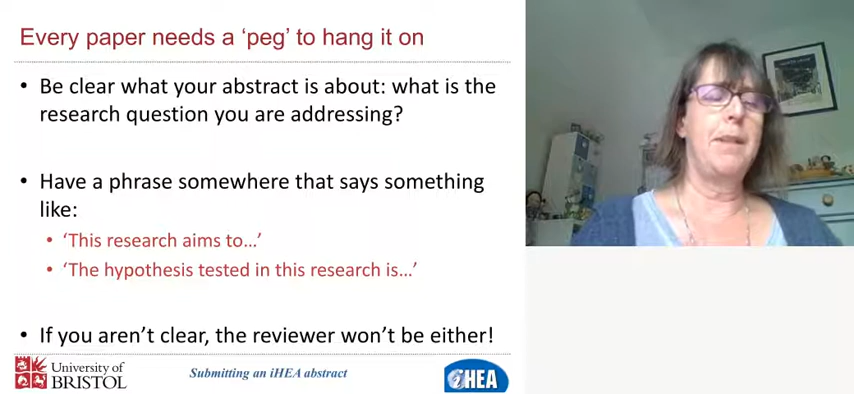 Every paper needs a ‘peg’ to hang it on
• Be clear what your abstract is about: what is the
research question you are addressing?
• Have a phrase somewhere that says something
like:
• ‘This research aims to…’
• ‘The hypothesis tested in this research is…’
• If you aren’t clear, the reviewer won’t be either!
University of
BRISTOL
Submitting an iHEA abstract
iHEA